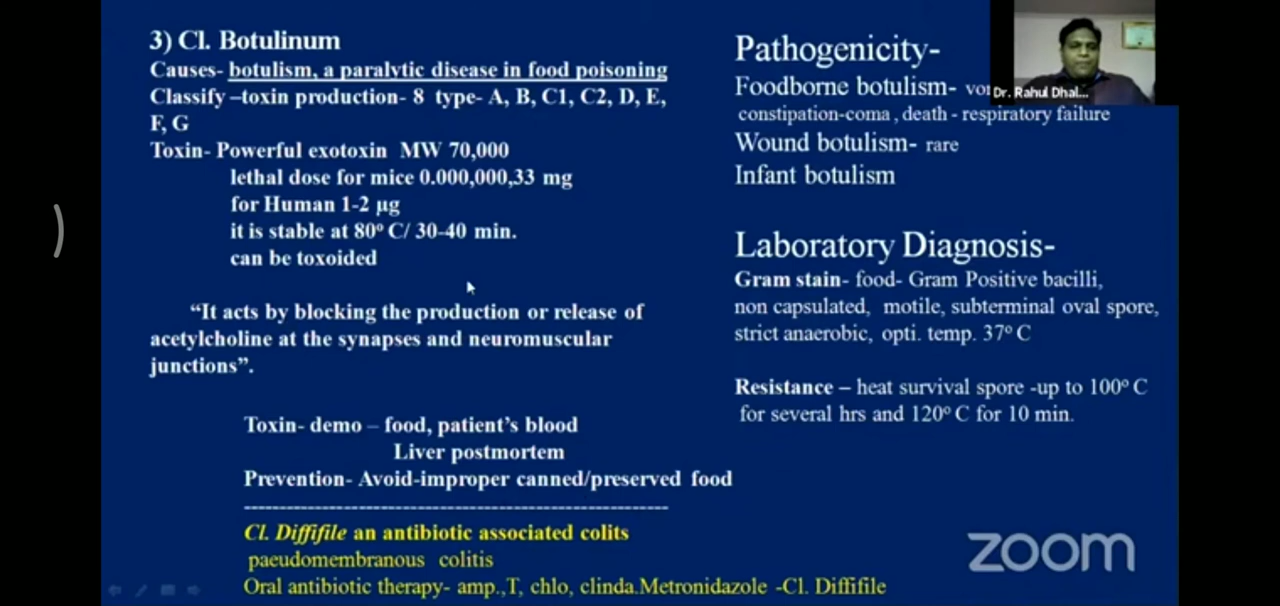 3) Cl. Botulinum
Causes- botulism, a paralytic disease in food poisoning
Classify –toxin production- 8 type- A, B, C1, C2, D, E,
F, G
Toxin- Powerful exotoxin MW 70,000
lethal dose for mice 0.000,000,33 mg
for Human 1-2 µg
it is stable at 80º C/ 30-40 min.
can be toxoided
“It acts by blocking the production or release of
acetylcholine at the synapses and neuromuscular
junctions”.
Toxin- demo – food, patient’s blood
Liver postmortem
Prevention- Avoid-improper canned/preserved food
Cl. Diffifile an antibiotic associated colits
paeudomembranous colitis
Oral antibiotic therapy- amp.,T, chlo, clinda.Metronidazole -Cl. Diffifile
Pathogenicity-
Foodborne botulism-
constipation-coma , death - respiratory failure
Wound botulism- rare
Infant botulism
Laboratory Diagnosis-
Gram stain- food- Gram Positive bacilli,
non capsulated, motile, subterminal oval spore,
strict anaerobic, opti. temp. 37º C
Resistance – heat survival spore -up to 100º C
for several hrs and 120º C for 10 min.
Dr. Rahul Dhal...
zoom